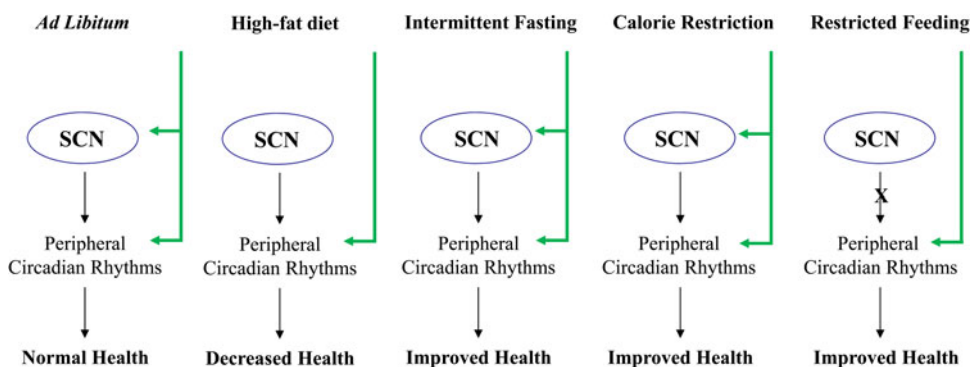 Ad Libitum
High-fat diet
Intermittent Fasting
Calorie Restriction
Restricted Feeding
SCN
SCN
SCN
SCN
SCN
X
Peripheral
Circadian Rhythms
Peripheral
Circadian Rhythms
Peripheral
Circadian Rhythms
Peripheral
Circadian Rhythms
Peripheral
Circadian Rhythms
Normal Health
Decreased Health
Improved Health
Improved Health
Improved Health